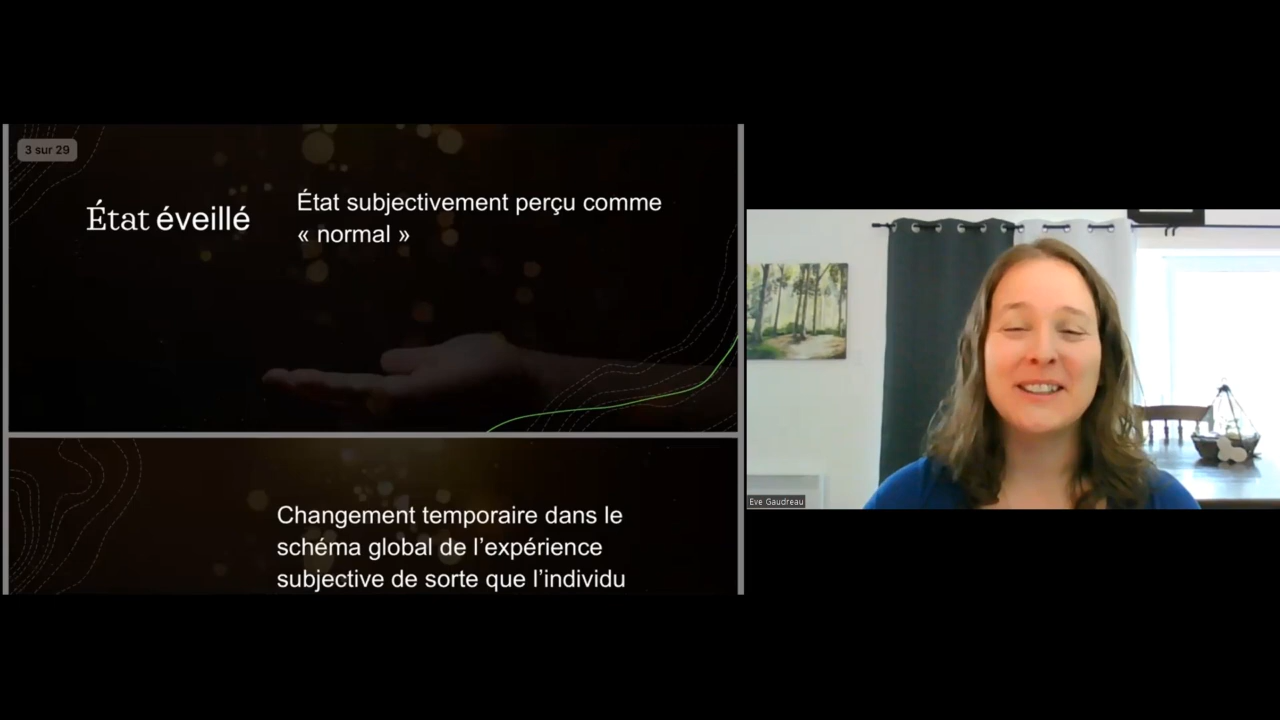 3 sur 29
État éveillé
État subjectivement perçu comme
« normal »
Changement temporaire dans le
schéma global de l’expérience
subjective de sorte que l’individu
Eve Gaudreau